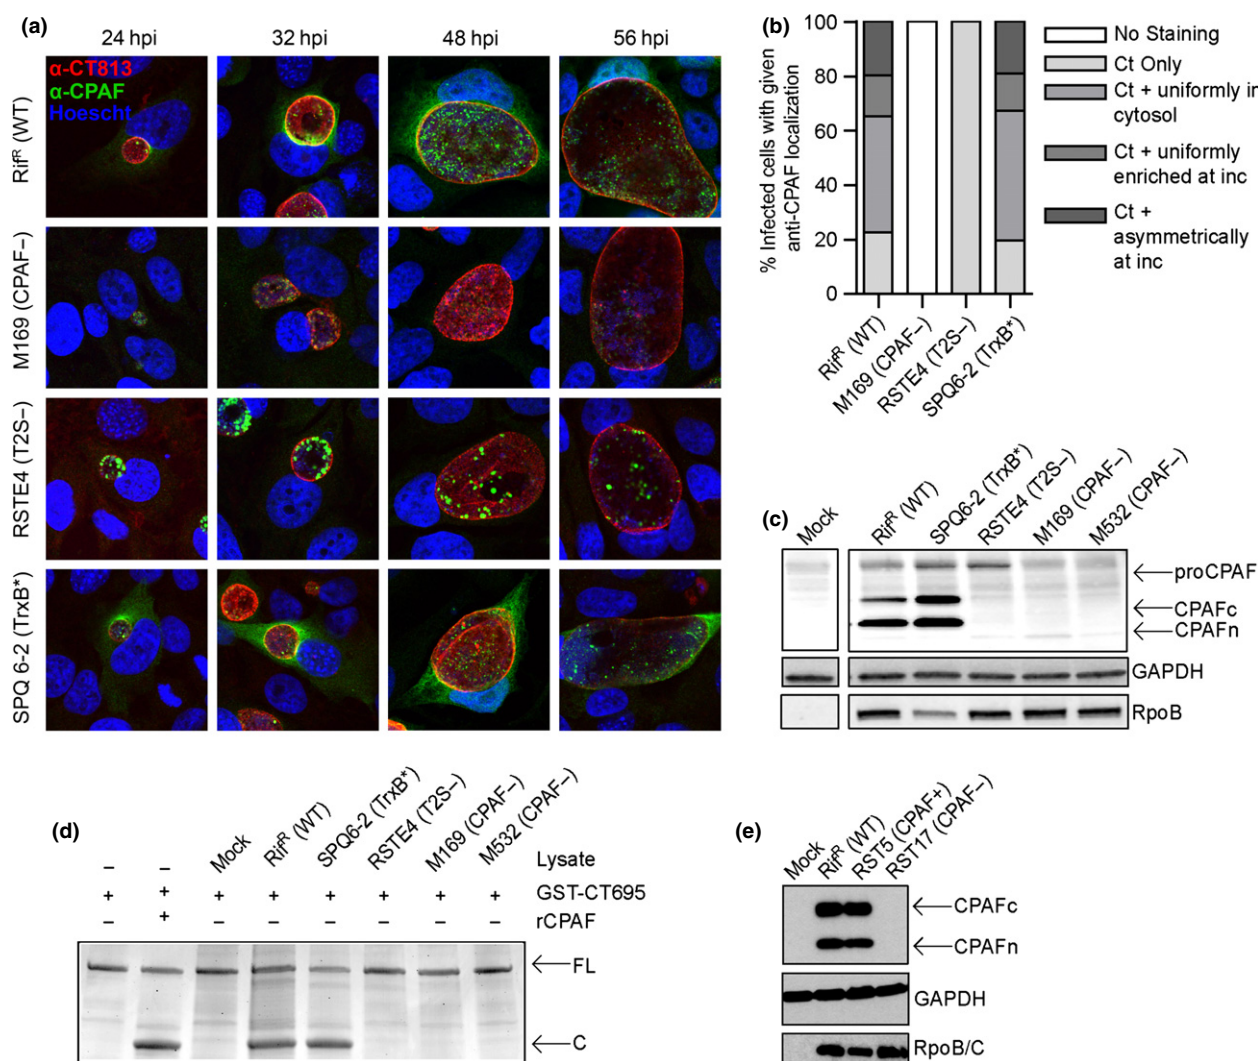 (a)
24 hpi 32 hpi 48 hpi 56 hpi
α-CT813
α-CPAF
Hoescht
Rif^R (WT)
M169 (CPAF–)
RSTE4 (T2S–)
SPQ 6-2 (TrxB*)
(b)
% Infected cells with given
anti-CPAF localization
100
80
60
40
20
0
Rif^R (WT)
M169 (CPAF–)
RSTE4 (T2S–)
SPQ6-2 (TrxB*)
No Staining
Ct Only
Ct + uniformly in
cytosol
Ct + uniformly
enriched at inc
Ct +
asymmetrically
at inc
(c)
Mock
Rif^R (WT)
SPQ6-2 (TrxB*)
RSTE4 (T2S–)
M169 (CPAF–)
M532 (CPAF–)
proCPAF
CPAFc
CPAFn
GAPDH
RpoB
(d)
Mock
Rif^R (WT)
SPQ6-2 (TrxB*)
RSTE4 (T2S–)
M169 (CPAF–)
M532 (CPAF–)
– – Lysate
+ + + + + + + + GST-CT695
– + – – – – – – rCPAF
FL
C
(e)
Mock
Rif^R (WT)
RST5 (CPAF+)
RST17 (CPAF–)
CPAFc
CPAFn
GAPDH
RpoB/C